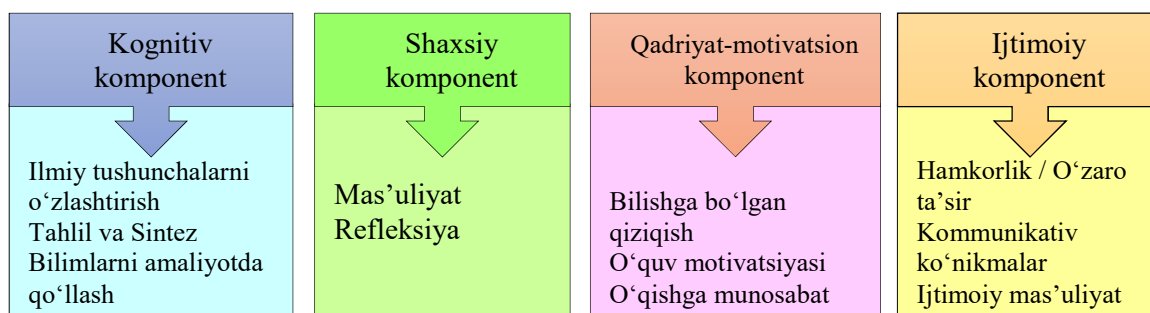 Kognitiv
komponent
Ilmiy tushunchalarni
o‘zlashtirish
Tahlil va Sintez
Bilimlarni amaliyotda
qo‘llash
Shaxsiy
komponent
Mas’uliyat
Refleksiya
Qadriyat-motivatsion
komponent
Bilishga bo‘lgan
qiziqish
O‘quv motivatsiyasi
O‘qishga munosabat
Ijtimoiy
komponent
Hamkorlik / O‘zaro
ta’sir
Kommunikativ
ko‘nikmalar
Ijtimoiy mas’uliyat